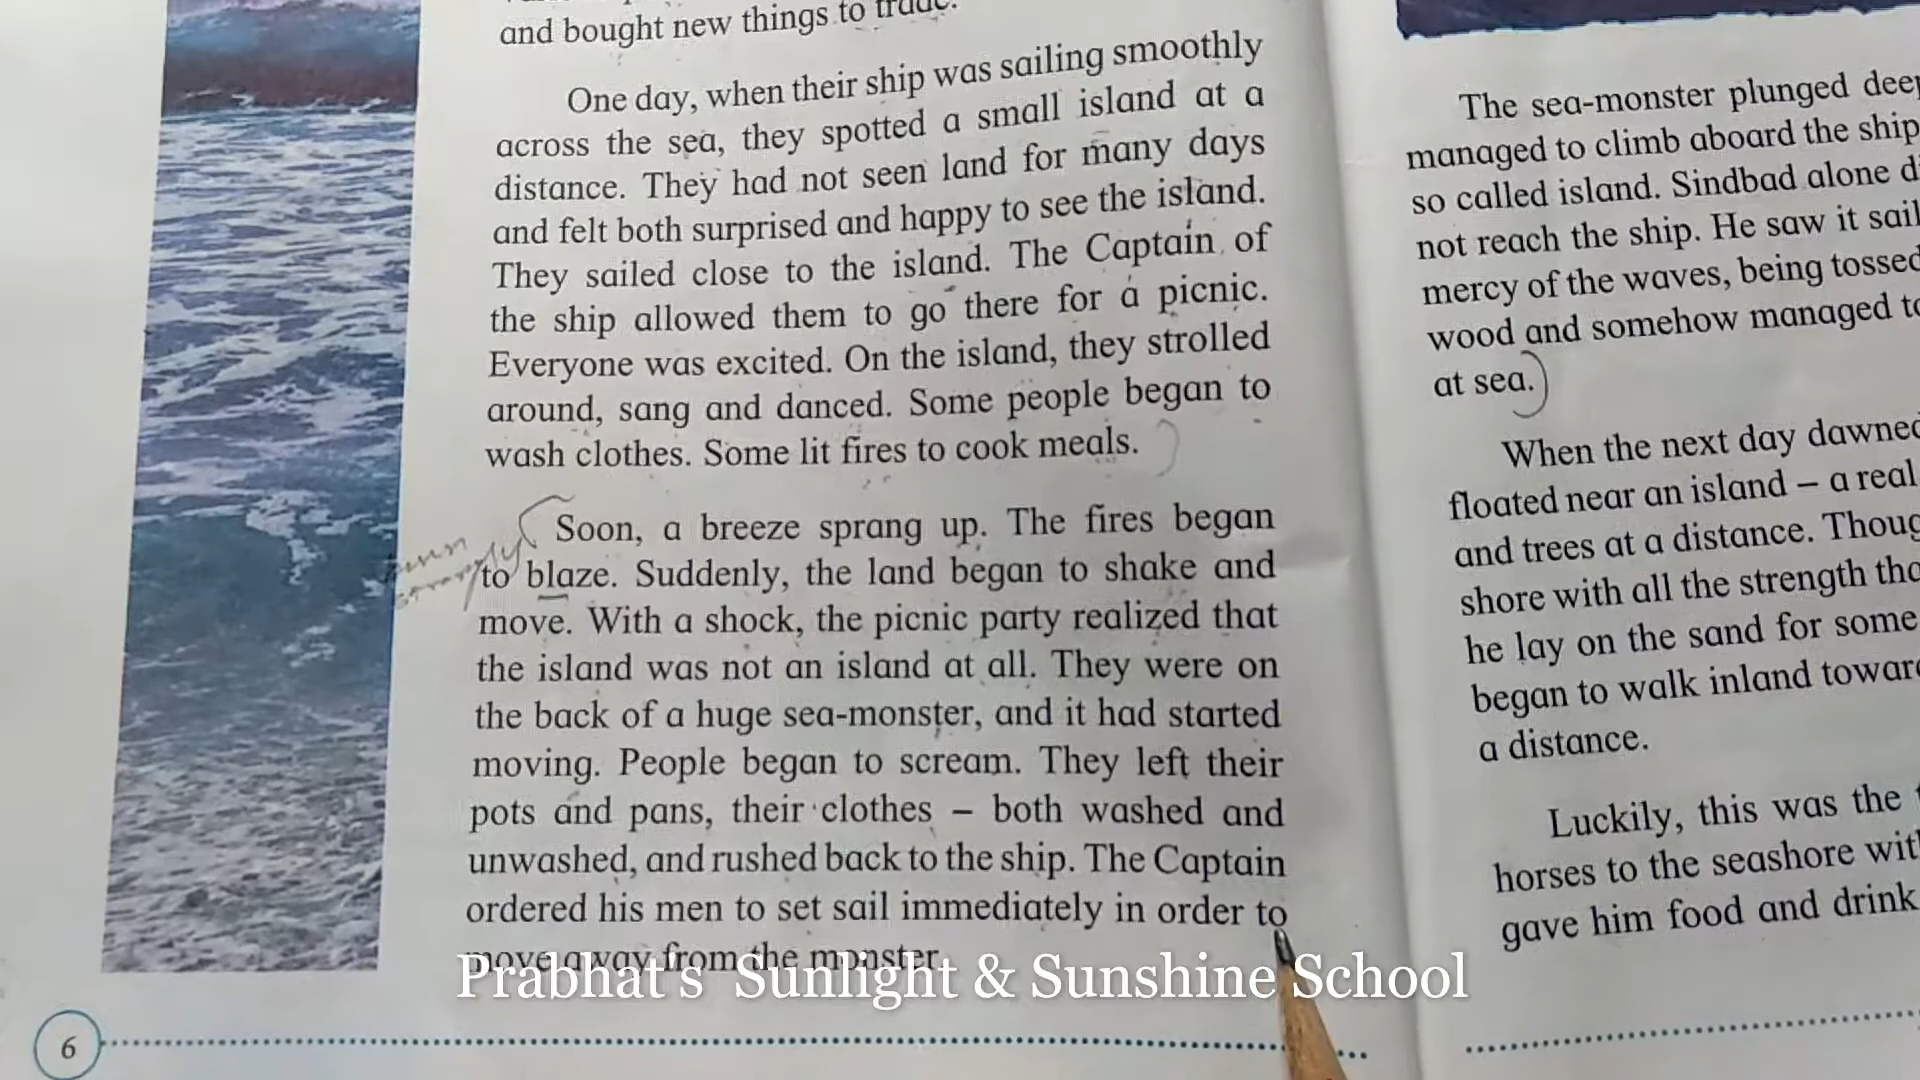 and bought new things to trade.
One day, when their ship was sailing smoothly
across the sea, they spotted a small island at a
distance. They had not seen land for many days
and felt both surprised and happy to see the island.
They sailed close to the island. The Captain of
the ship allowed them to go there for a picnic.
Everyone was excited. On the island, they strolled
around, sang and danced. Some people began to
wash clothes. Some lit fires to cook meals.
Soon, a breeze sprang up. The fires began
to blaze. Suddenly, the land began to shake and
move. With a shock, the picnic party realized that
the island was not an island at all. They were on
the back of a huge sea-monster, and it had started
moving. People began to scream. They left their
pots and pans, their clothes – both washed and
unwashed, and rushed back to the ship. The Captain
ordered his men to set sail immediately in order to
move away from the monster.
Prabhat's Sunlight & Sunshine School
6
The sea-monster plunged
managed to climb aboard the ship
so called island. Sindbad alone
not reach the ship. He saw it
mercy of the waves, being tossed
wood and somehow managed
at sea.
When the next day dawned
floated near an island – a real
and trees at a distance.
shore with all the strength
he lay on the sand for some
began to walk inland
a distance.
Luckily, this was the
horses to the seashore
gave him food and drink